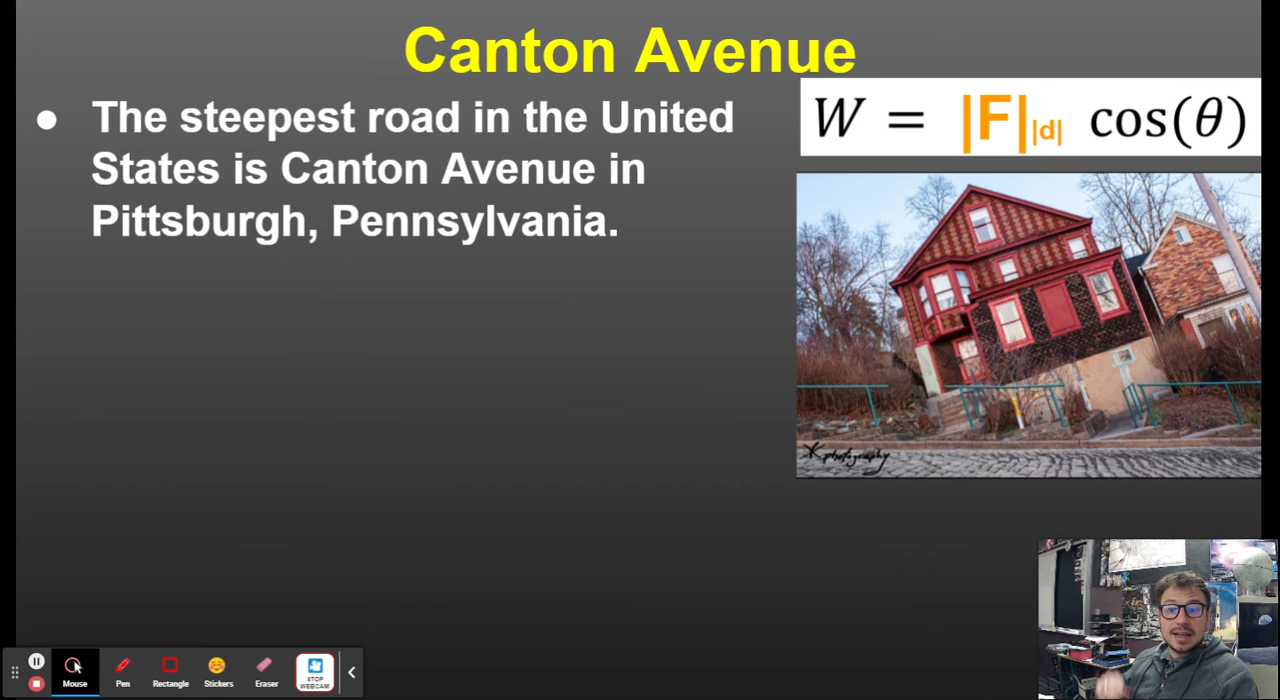 Canton Avenue
● The steepest road in the United
States is Canton Avenue in
Pittsburgh, Pennsylvania.
W = |F||d| cos(θ)
K photography
Mouse
Pen
Rectangle
Stickers
Eraser
STOP
WEBCAM